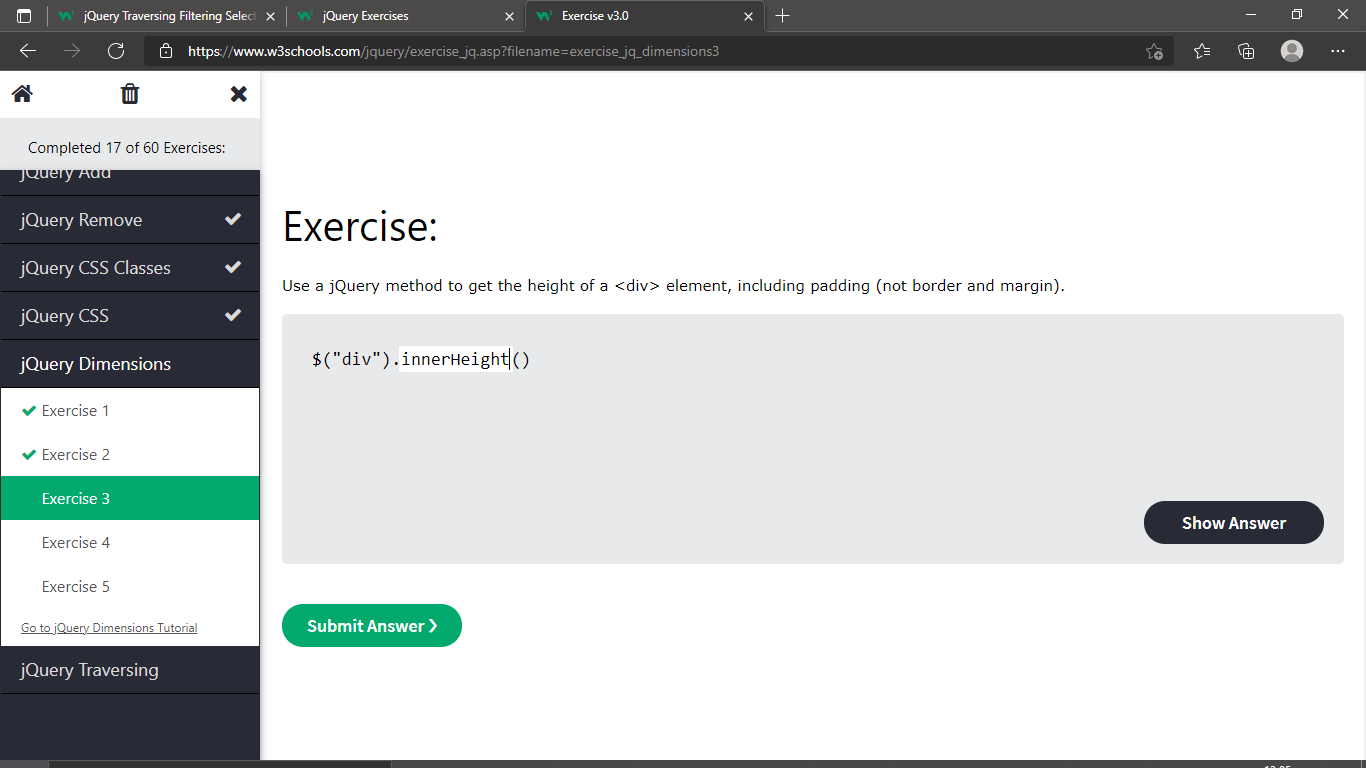 jQuery Traversing Filtering Select
jQuery Exercises
Exercise v3.0
https://www.w3schools.com/jquery/exercise_jq.asp?filename=exercise_jq_dimensions3
Completed 17 of 60 Exercises:
jQuery Add
jQuery Remove
jQuery CSS Classes
jQuery CSS
jQuery Dimensions
Exercise 1
Exercise 2
Exercise 3
Exercise 4
Exercise 5
Go to jQuery Dimensions Tutorial
jQuery Traversing
Exercise:
Use a jQuery method to get the height of a <div> element, including padding (not border and margin).
$("div").innerHeight()
Show Answer
Submit Answer ❯